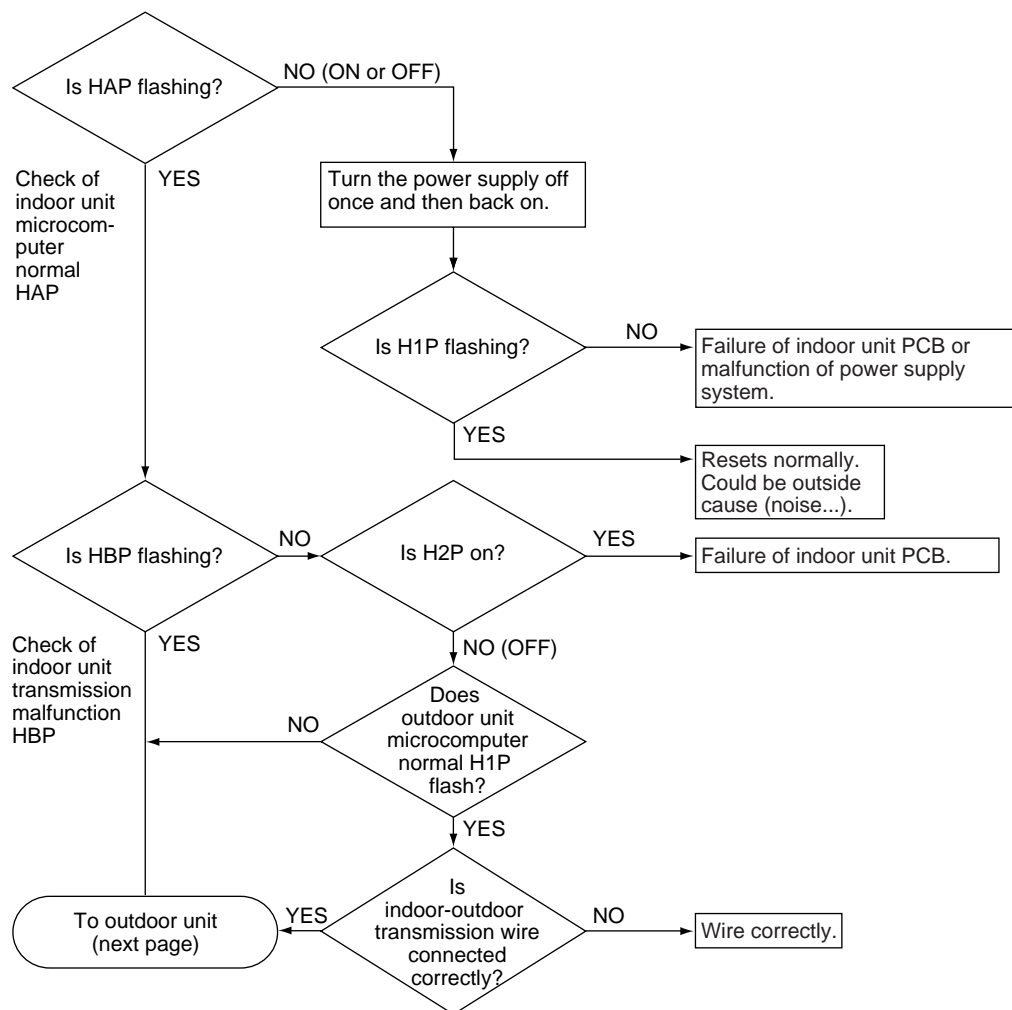 Is HAP flashing?
NO (ON or OFF)
YES
Check of
indoor unit
microcom-
puter
normal
HAP
Turn the power supply off
once and then back on.
Is H1P flashing?
NO
Failure of indoor unit PCB or
malfunction of power supply
system.
YES
Resets normally.
Could be outside
cause (noise...).
Is HBP flashing?
NO
Is H2P on?
YES
Failure of indoor unit PCB.
YES
Check of
indoor unit
transmission
malfunction
HBP
NO (OFF)
Does
outdoor unit
microcomputer
normal H1P
flash?
NO
YES
Is
indoor-outdoor
transmission wire
connected
correctly?
YES
To outdoor unit
(next page)
NO
Wire correctly.